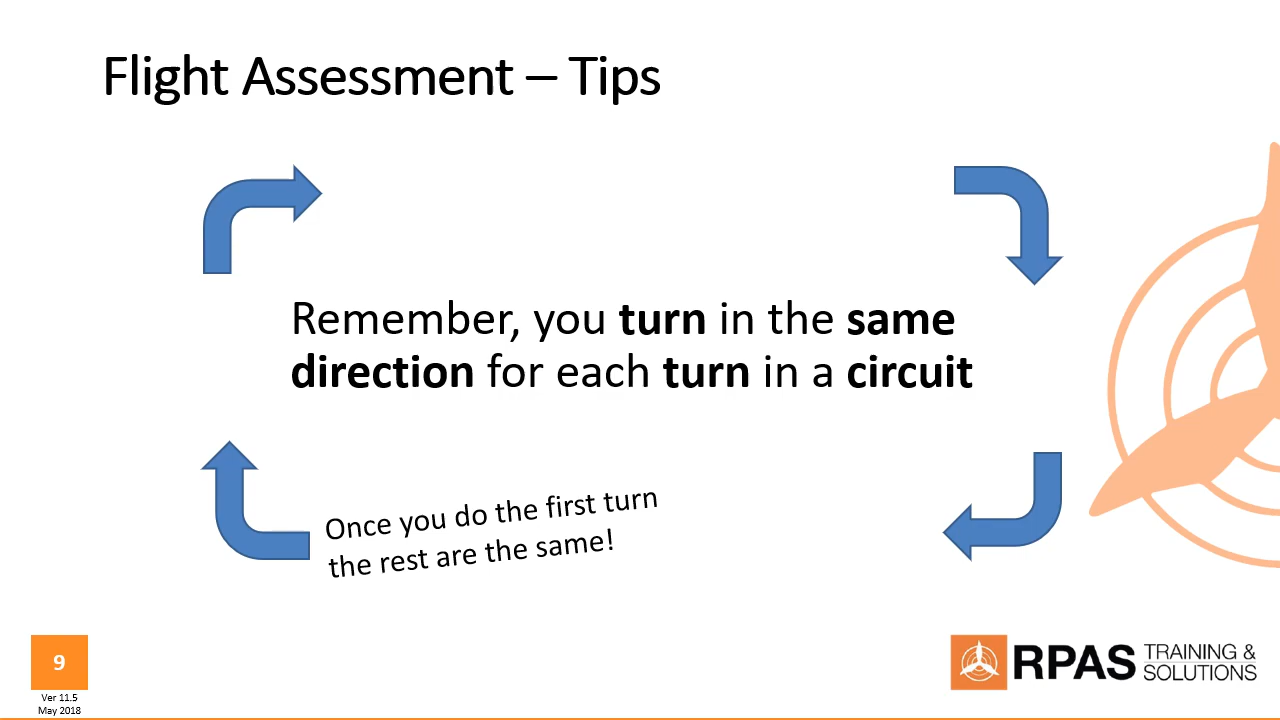 Flight Assessment – Tips
Remember, you turn in the same
direction for each turn in a circuit
Once you do the first turn
the rest are the same!
9
Ver 11.5
May 2018
RPAS TRAINING &
SOLUTIONS